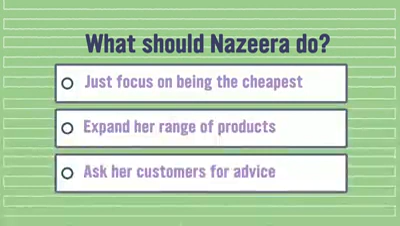 What should Nazeera do?
Just focus on being the cheapest
Expand her range of products
Ask her customers for advice